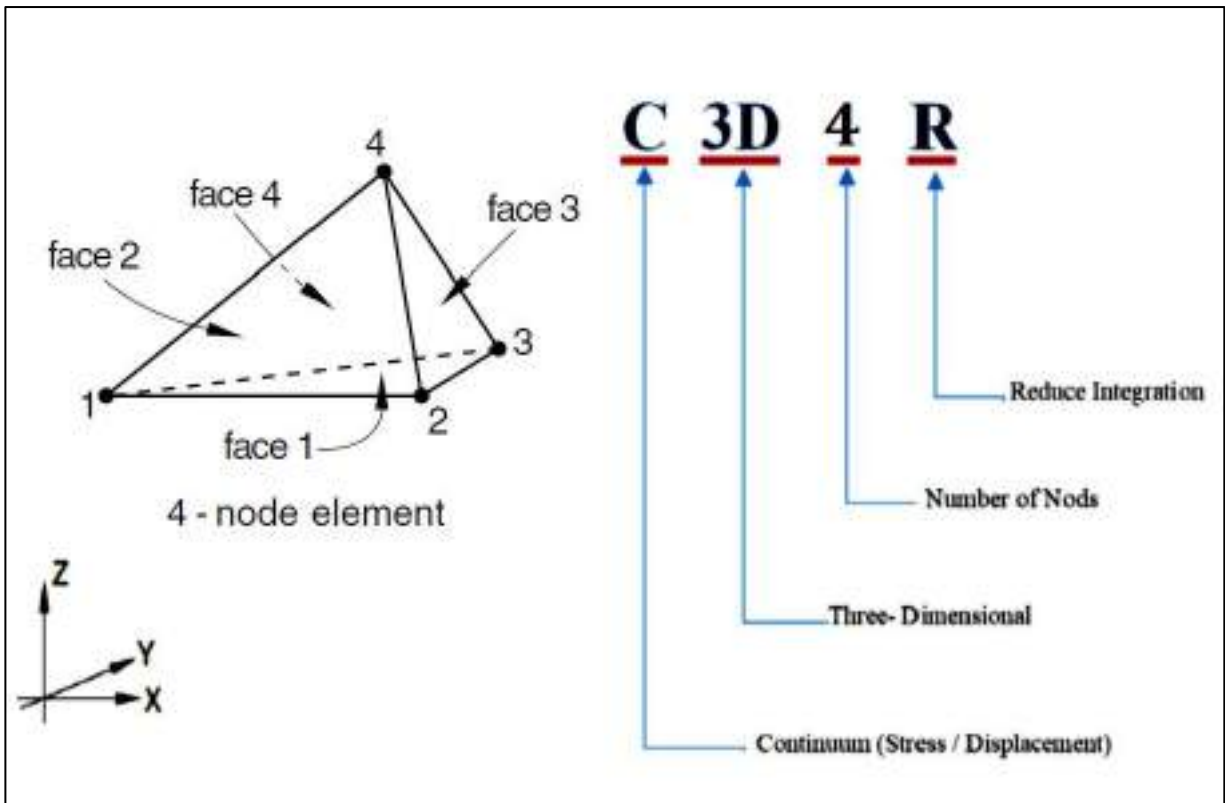 C 3D 4 R
4
face 4
face 3
face 2
3
1
2
face 1
4 - node element
Z
Y
X
Reduce Integration
Number of Nods
Three- Dimensional
Continuum (Stress / Displacement)